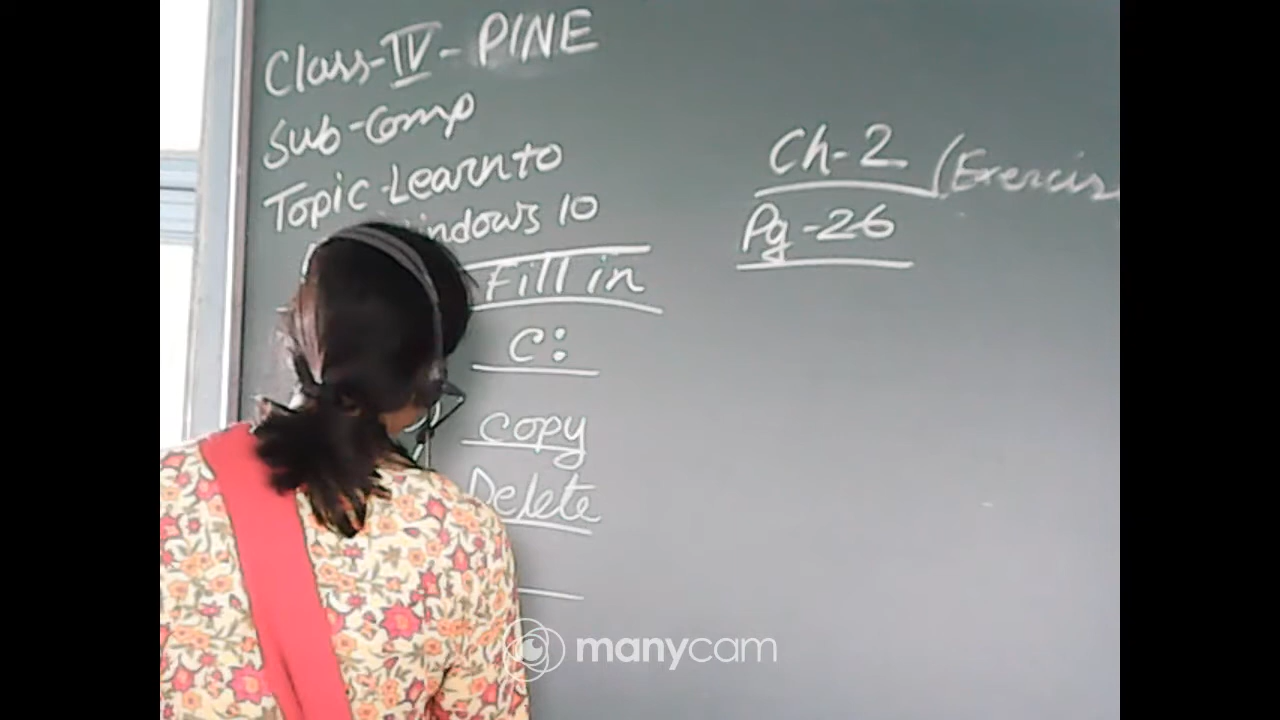 Class-IV-PINE
Sub-Comp
Topic-Learn to
Windows 10
Fill in
C:
copy
Delete
Ch-2 (Exercis
Pg-26
manycam